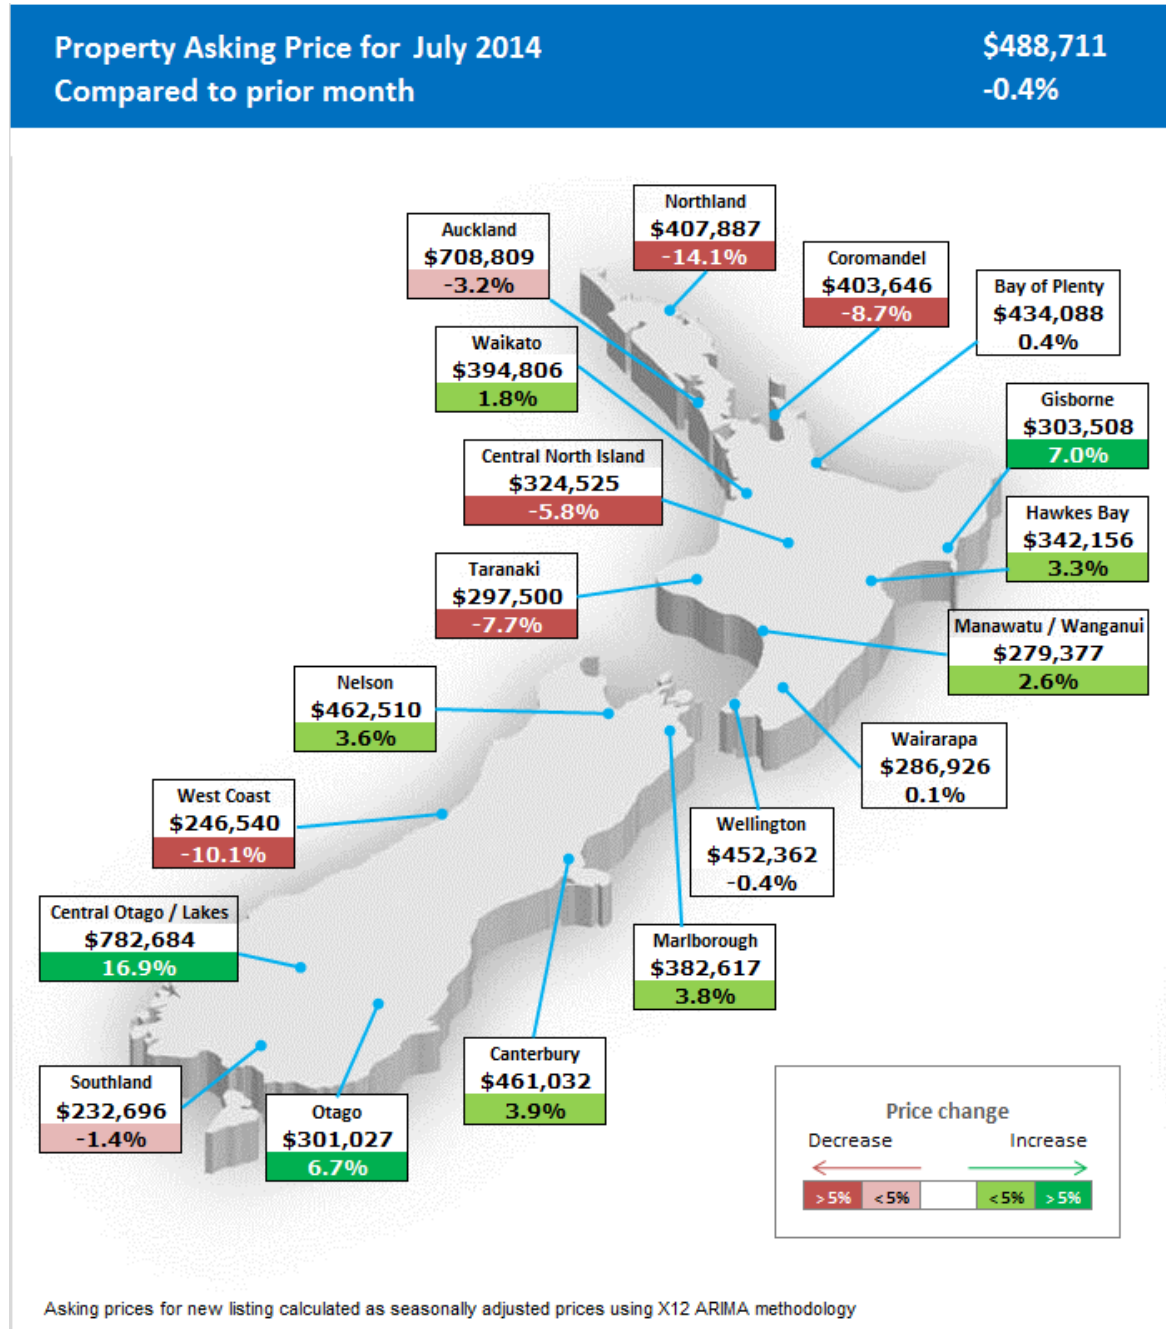 Property Asking Price for July 2014
$488,711
Compared to prior month
-0.4%
Northland
$407,887
-14.1%
Auckland
$708,809
-3.2%
Coromandel
$403,646
-8.7%
Bay of Plenty
$434,088
0.4%
Waikato
$394,806
1.8%
Gisborne
$303,508
7.0%
Central North Island
$324,525
-5.8%
Hawkes Bay
$342,156
3.3%
Taranaki
$297,500
-7.7%
Manawatu / Wanganui
$279,377
2.6%
Nelson
$462,510
3.6%
Wairarapa
$286,926
0.1%
West Coast
$246,540
-10.1%
Wellington
$452,362
-0.4%
Central Otago / Lakes
$782,684
16.9%
Marlborough
$382,617
3.8%
Canterbury
$461,032
3.9%
Southland
$232,696
-1.4%
Otago
$301,027
6.7%
Price change
Decrease Increase
> 5% < 5% < 5% > 5%
Asking prices for new listing calculated as seasonally adjusted prices using X12 ARIMA methodology